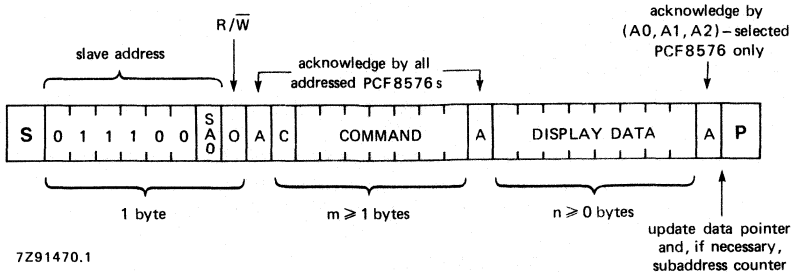 acknowledge by
(A0, A1, A2) – selected
PCF8576 only
R/W̅
slave address
acknowledge by all
addressed PCF8576s
S 0 1 1 1 0 0 SA0 0 A C COMMAND A DISPLAY DATA A P
1 byte
m ⩾ 1 bytes
n ⩾ 0 bytes
update data pointer
and, if necessary,
subaddress counter
7Z91470.1